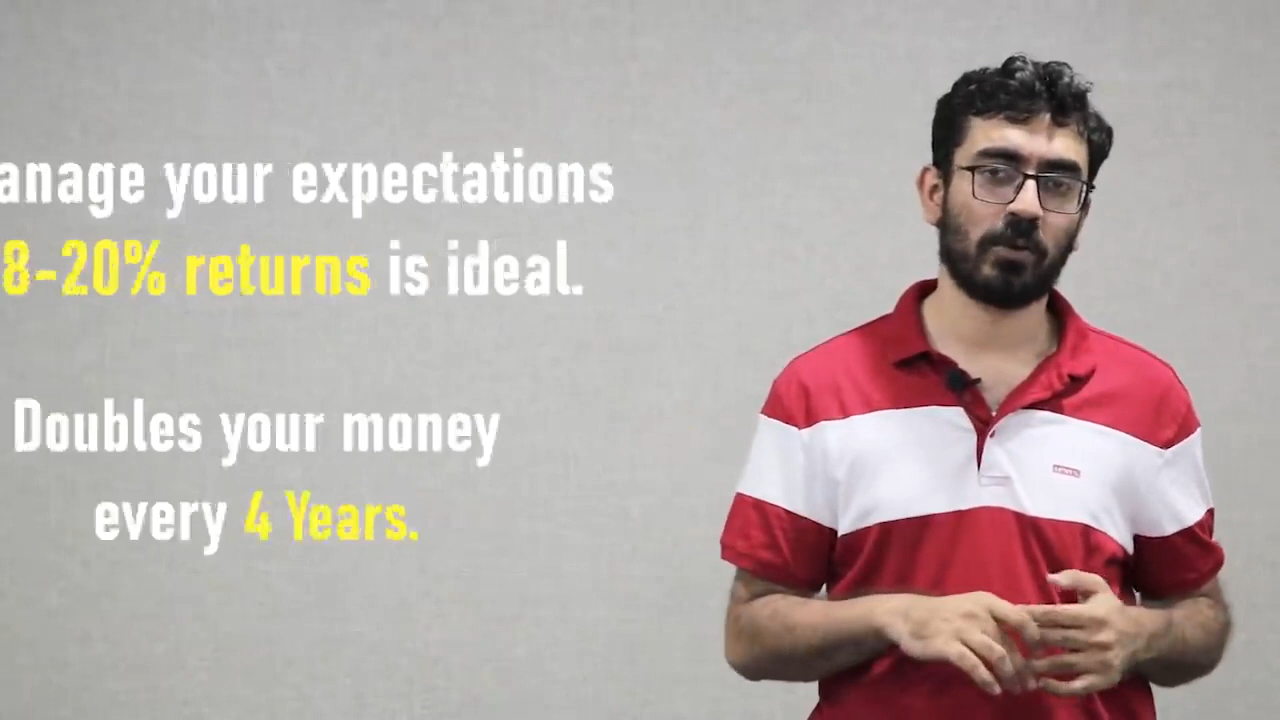 anage your expectations
8-20% returns is ideal.
Doubles your money
every 4 Years.